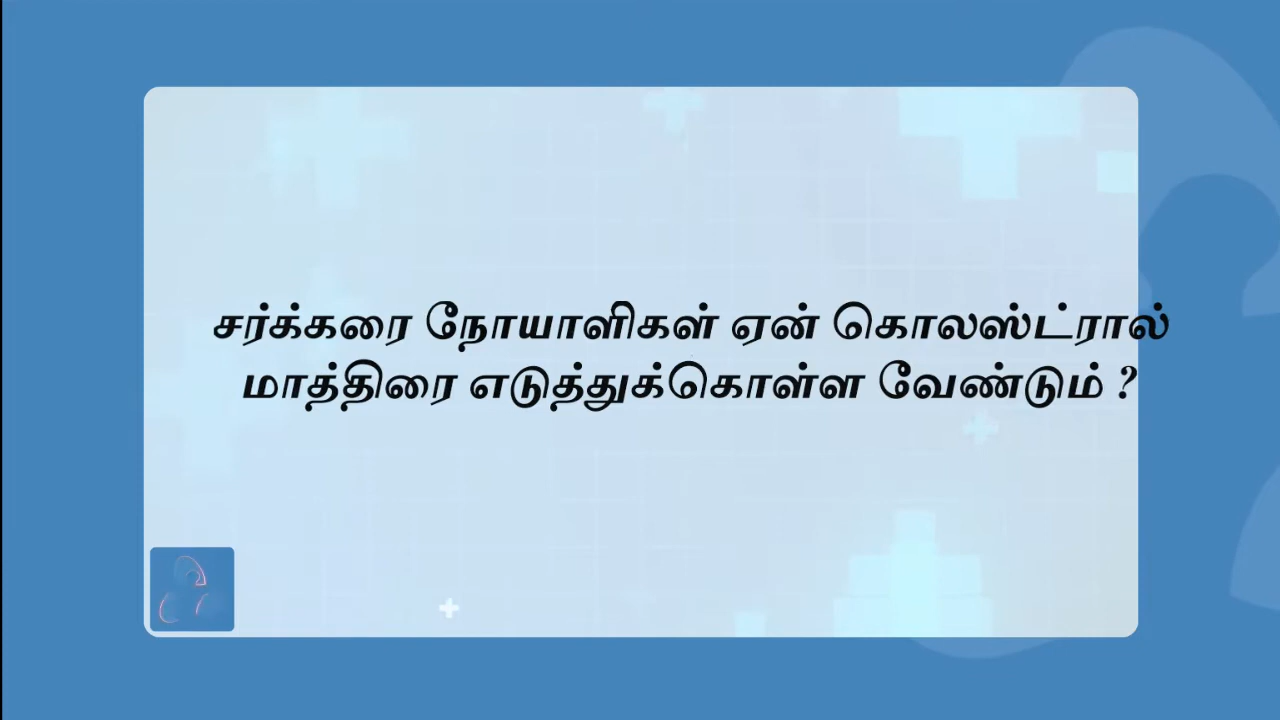 சர்க்கரை நோயாளிகள் ஏன் கொலஸ்ட்ரால்
மாத்திரை எடுத்துக்கொள்ள வேண்டும் ?